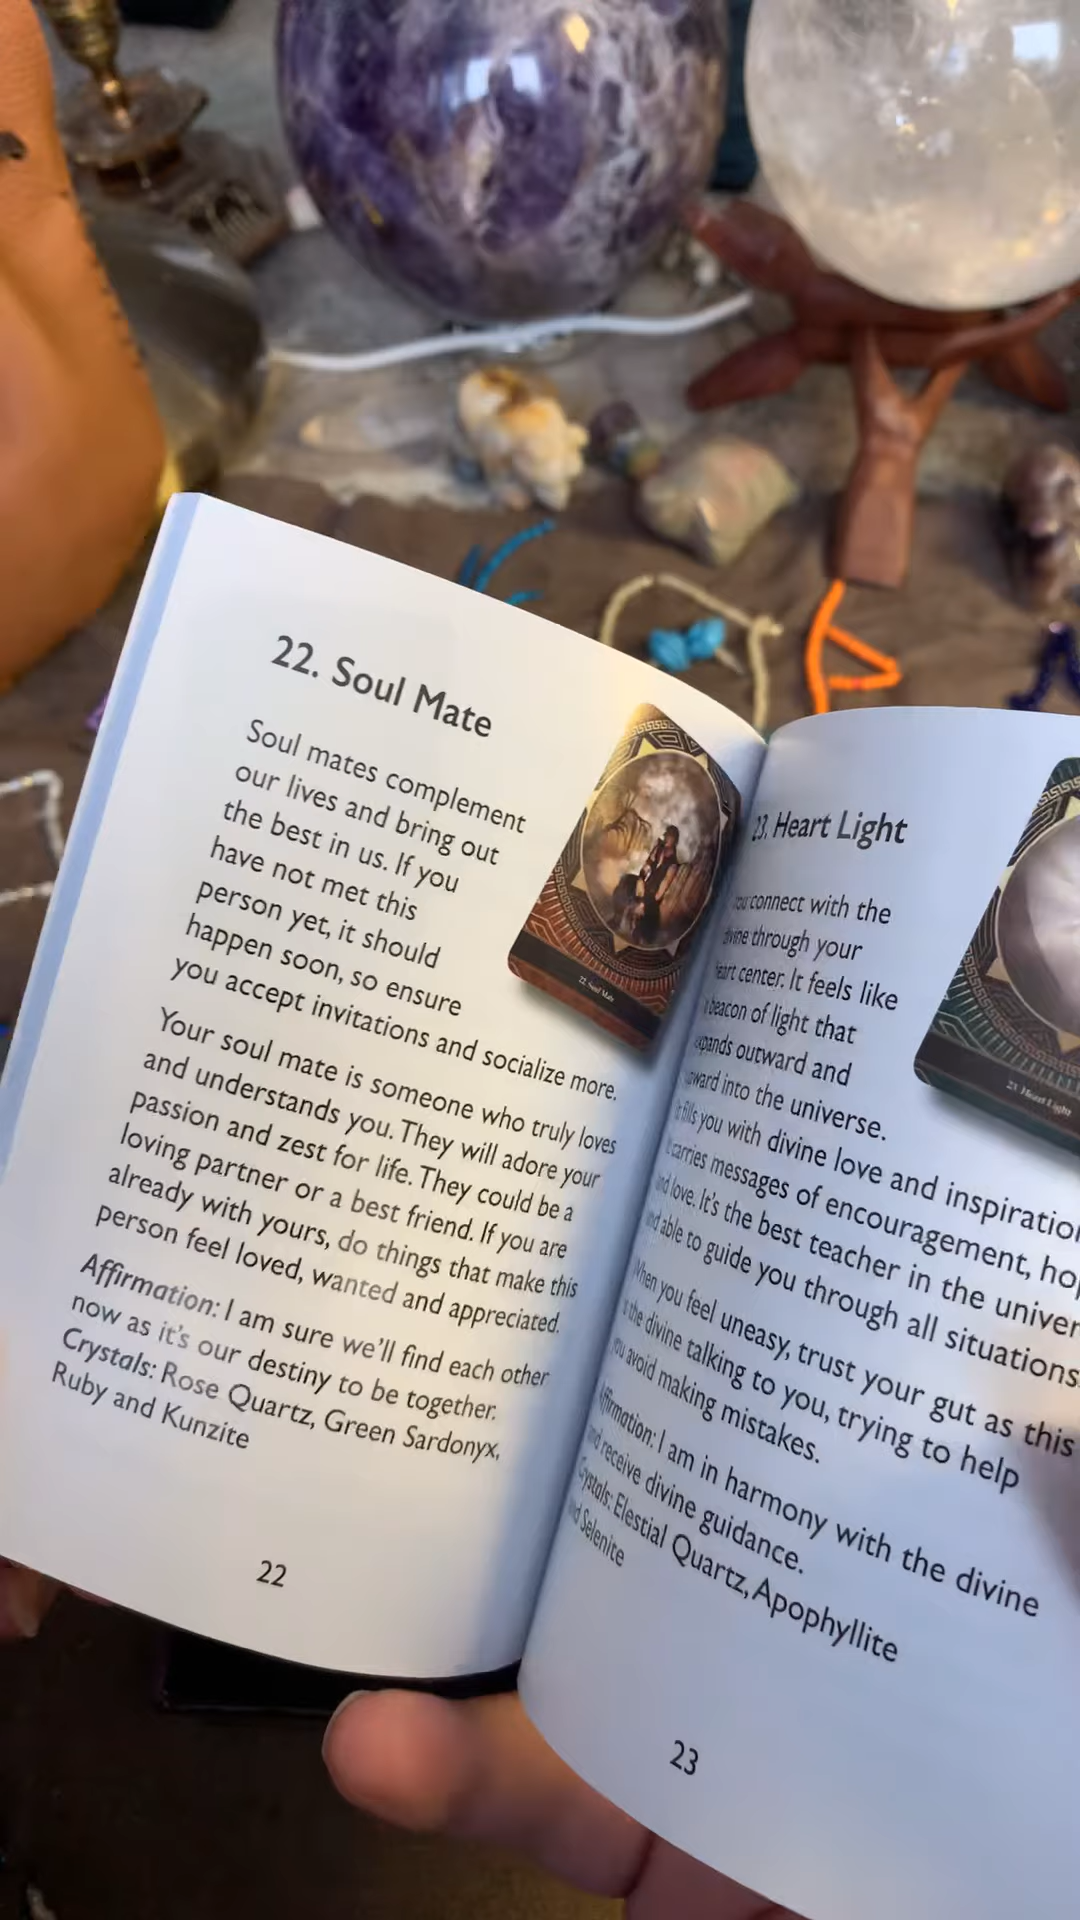 22. Soul Mate
Soul mates complement
our lives and bring out
the best in us. If you
have not met this
person yet, it should
happen soon, so ensure
you accept invitations and socialize more.
Your soul mate is someone who truly loves
and understands you. They will adore your
passion and zest for life. They could be a
loving partner or a best friend. If you are
already with yours, do things that make this
person feel loved, wanted and appreciated.
Affirmation: I am sure we'll find each other
now as it's our destiny to be together.
Crystals: Rose Quartz, Green Sardonyx,
Ruby and Kunzite
22
22. Soul Mate
23. Heart Light
You connect with the
divine through your
heart center. It feels like
a beacon of light that
expands outward and
into the universe.
It fills you with divine love and inspiration
It carries messages of encouragement,
and love. It's the best teacher in the
and able to guide you through all situations.
When you feel uneasy, trust your gut as this
is the divine talking to you, trying to help
you avoid making mistakes.
Affirmation: I am in harmony with the divine
and receive divine guidance.
Crystals: Elestial Quartz, Apophyllite
and Selenite
23
23. Heart Light